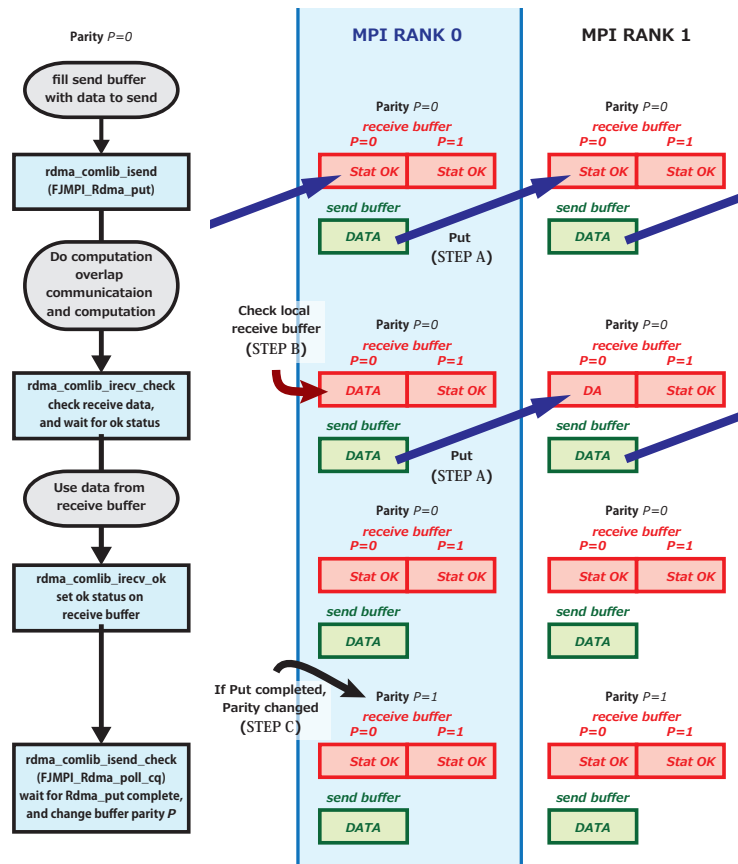 Parity P=0
fill send buffer
with data to send
rdma_comlib_isend
(FJMPI_Rdma_put)
Do computation
overlap
communicataion
and computation
rdma_comlib_irecv_check
check receive data,
and wait for ok status
Use data from
receive buffer
rdma_comlib_irecv_ok
set ok status on
receive buffer
rdma_comlib_isend_check
(FJMPI_Rdma_poll_cq)
wait for Rdma_put complete,
and change buffer parity P
MPI RANK 0
MPI RANK 1
Parity P=0
receive buffer
P=0 P=1
Stat OK Stat OK
send buffer
DATA
Put
(STEP A)
Parity P=0
receive buffer
P=0 P=1
Stat OK Stat OK
send buffer
DATA
Check local
receive buffer
(STEP B)
Parity P=0
receive buffer
P=0 P=1
DATA Stat OK
send buffer
DATA
Put
(STEP A)
Parity P=0
receive buffer
P=0 P=1
DA Stat OK
send buffer
DATA
Parity P=0
receive buffer
P=0 P=1
Stat OK Stat OK
send buffer
DATA
Parity P=0
receive buffer
P=0 P=1
Stat OK Stat OK
send buffer
DATA
If Put completed,
Parity changed
(STEP C)
Parity P=1
receive buffer
P=0 P=1
Stat OK Stat OK
send buffer
DATA
Parity P=1
receive buffer
P=0 P=1
Stat OK Stat OK
send buffer
DATA